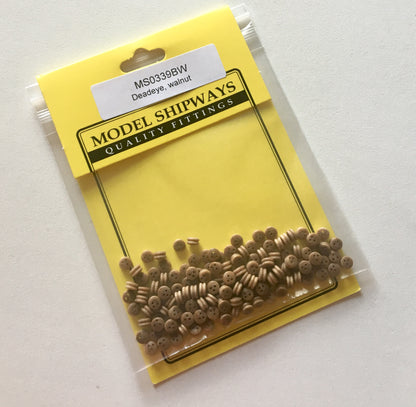 MS0339BW
Deadeye, walnut
MODEL SHIPWAYS
QUALITY FITTINGS